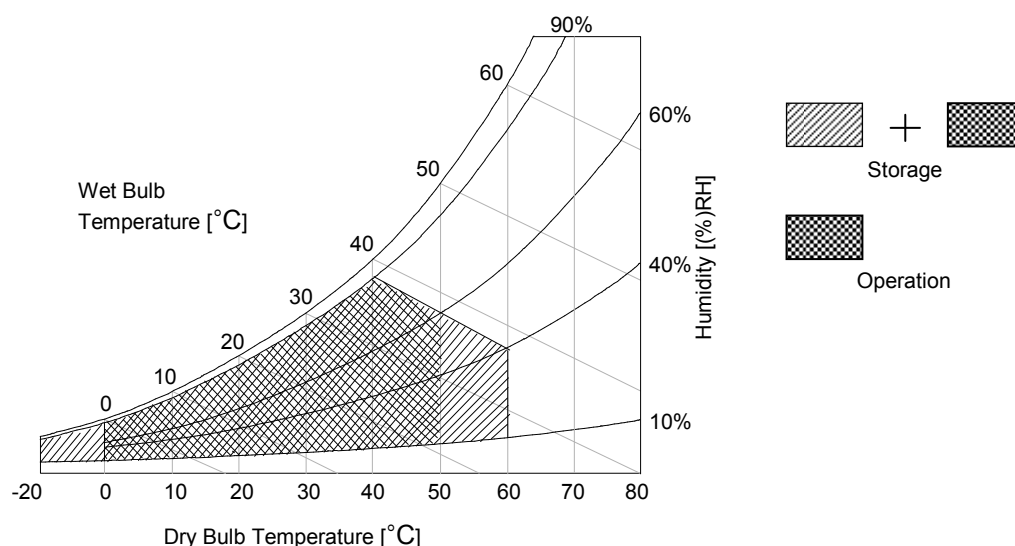 90%
60
60%
50
Wet Bulb
Temperature [°C]
Storage
40
40%
Humidity [(%)RH]
Operation
30
20
10
0
10%
-20 0 10 20 30 40 50 60 70 80
Dry Bulb Temperature [°C]